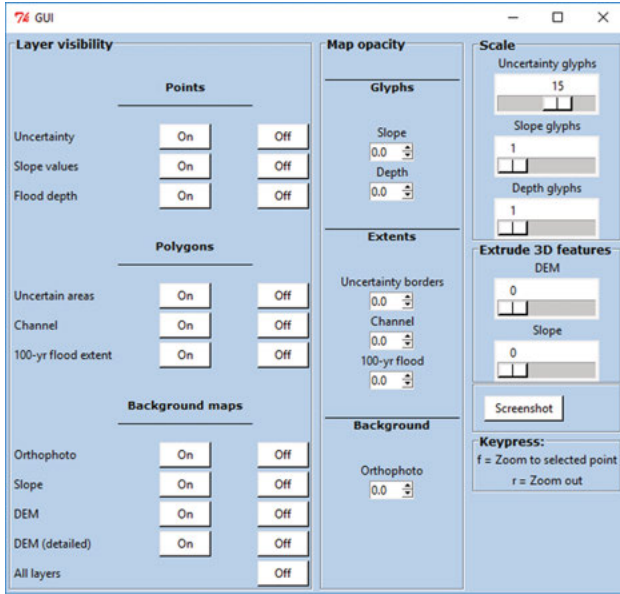 GUI
Layer visibility
Points
Uncertainty On Off
Slope values On Off
Flood depth On Off
Polygons
Uncertain areas On Off
Channel On Off
100-yr flood extent On Off
Background maps
Orthophoto On Off
Slope On Off
DEM On Off
DEM (detailed) On Off
All layers Off
Map opacity
Glyphs
Slope
0.0
Depth
0.0
Extents
Uncertainty borders
0.0
Channel
0.0
100-yr flood
0.0
Background
Orthophoto
0.0
Scale
Uncertainty glyphs
15
Slope glyphs
1
Depth glyphs
1
Extrude 3D features
DEM
0
Slope
0
Screenshot
Keypress:
f = Zoom to selected point
r = Zoom out